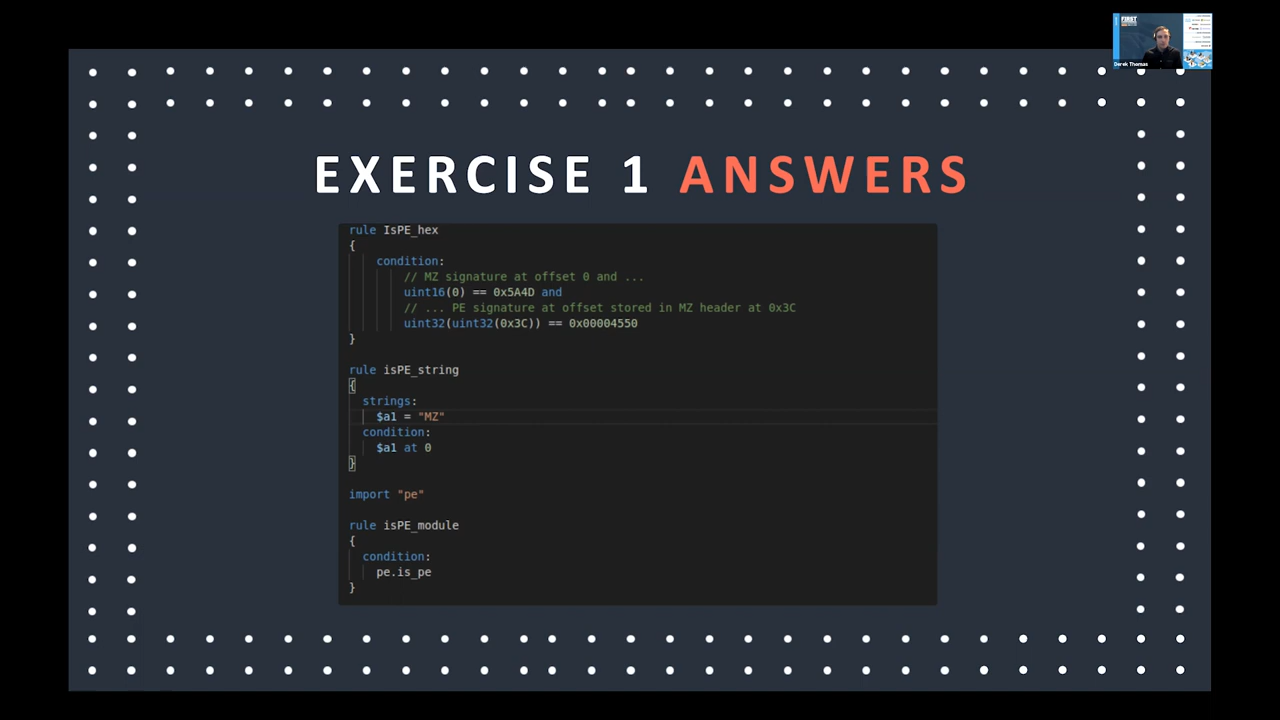 FIRST
Derek Thomas
EXERCISE 1 ANSWERS
rule IsPE_hex
{
condition:
// MZ signature at offset 0 and ...
uint16(0) == 0x5A4D and
// ... PE signature at offset stored in MZ header at 0x3C
uint32(uint32(0x3C)) == 0x00004550
}
rule isPE_string
{
strings:
$a1 = "MZ"
condition:
$a1 at 0
}
import "pe"
rule isPE_module
{
condition:
pe.is_pe
}